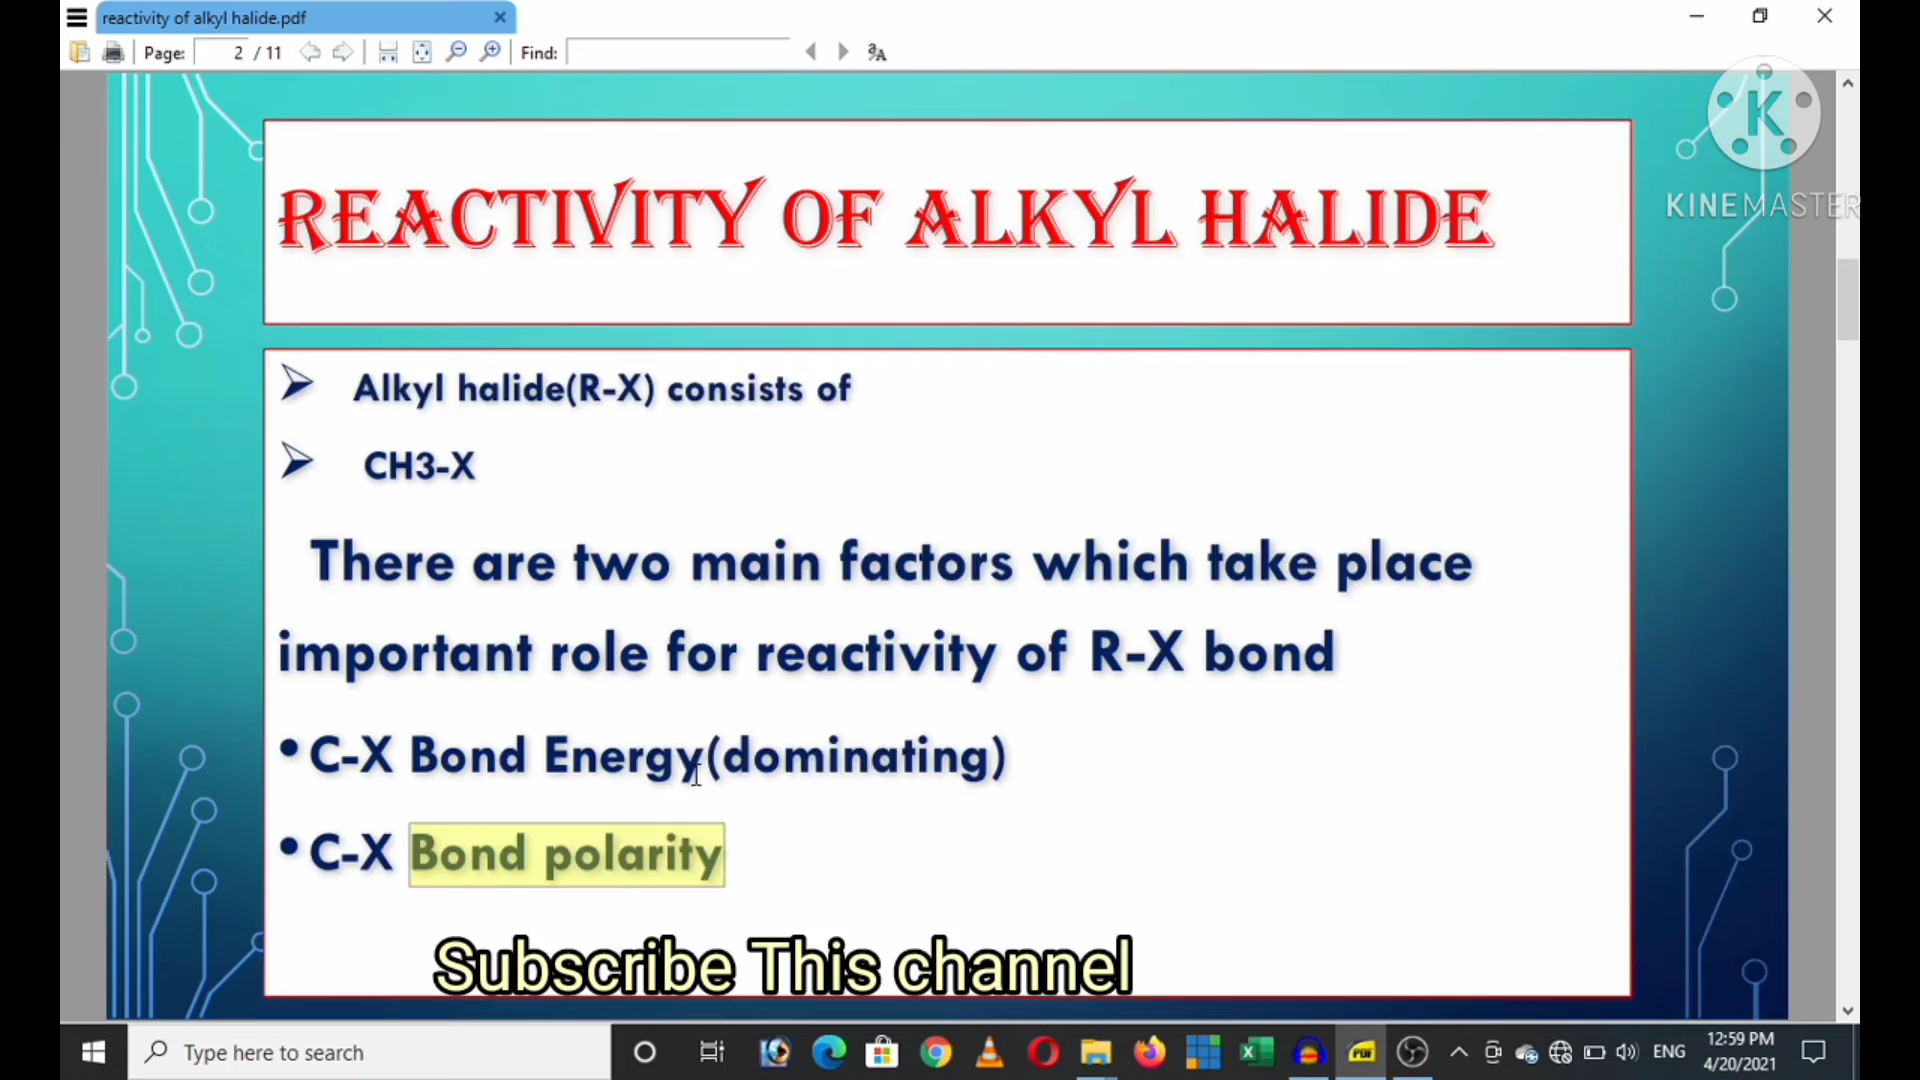 reactivity of alkyl halide.pdf
Page: 2 / 11 Find:
K
KINEMASTER
REACTIVITY OF ALKYL HALIDE
Alkyl halide(R-X) consists of
CH3-X
There are two main factors which take place
important role for reactivity of R-X bond
• C-X Bond Energy(dominating)
• C-X Bond polarity
Subscribe This channel
Type here to search
ENG
12:59 PM
4/20/2021